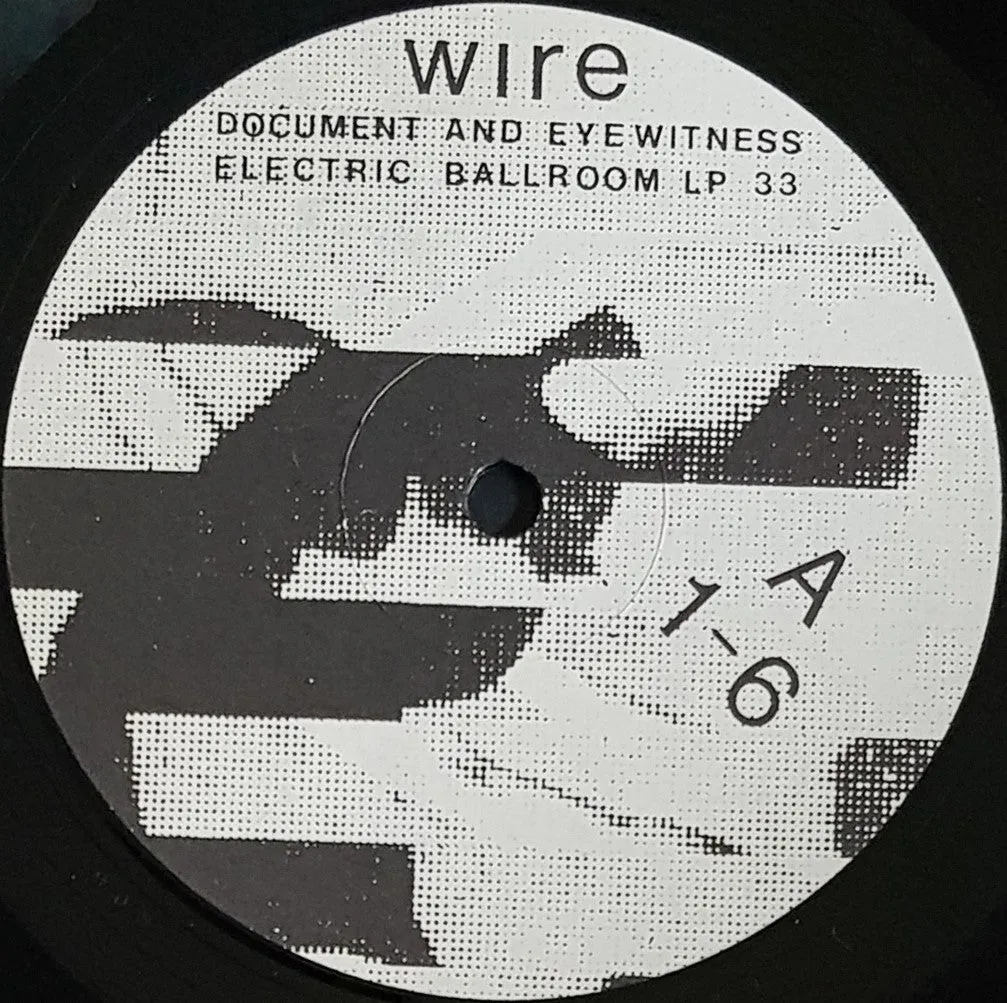 wire
DOCUMENT AND EYEWITNESS
ELECTRIC BALLROOM LP 33
A
1-6